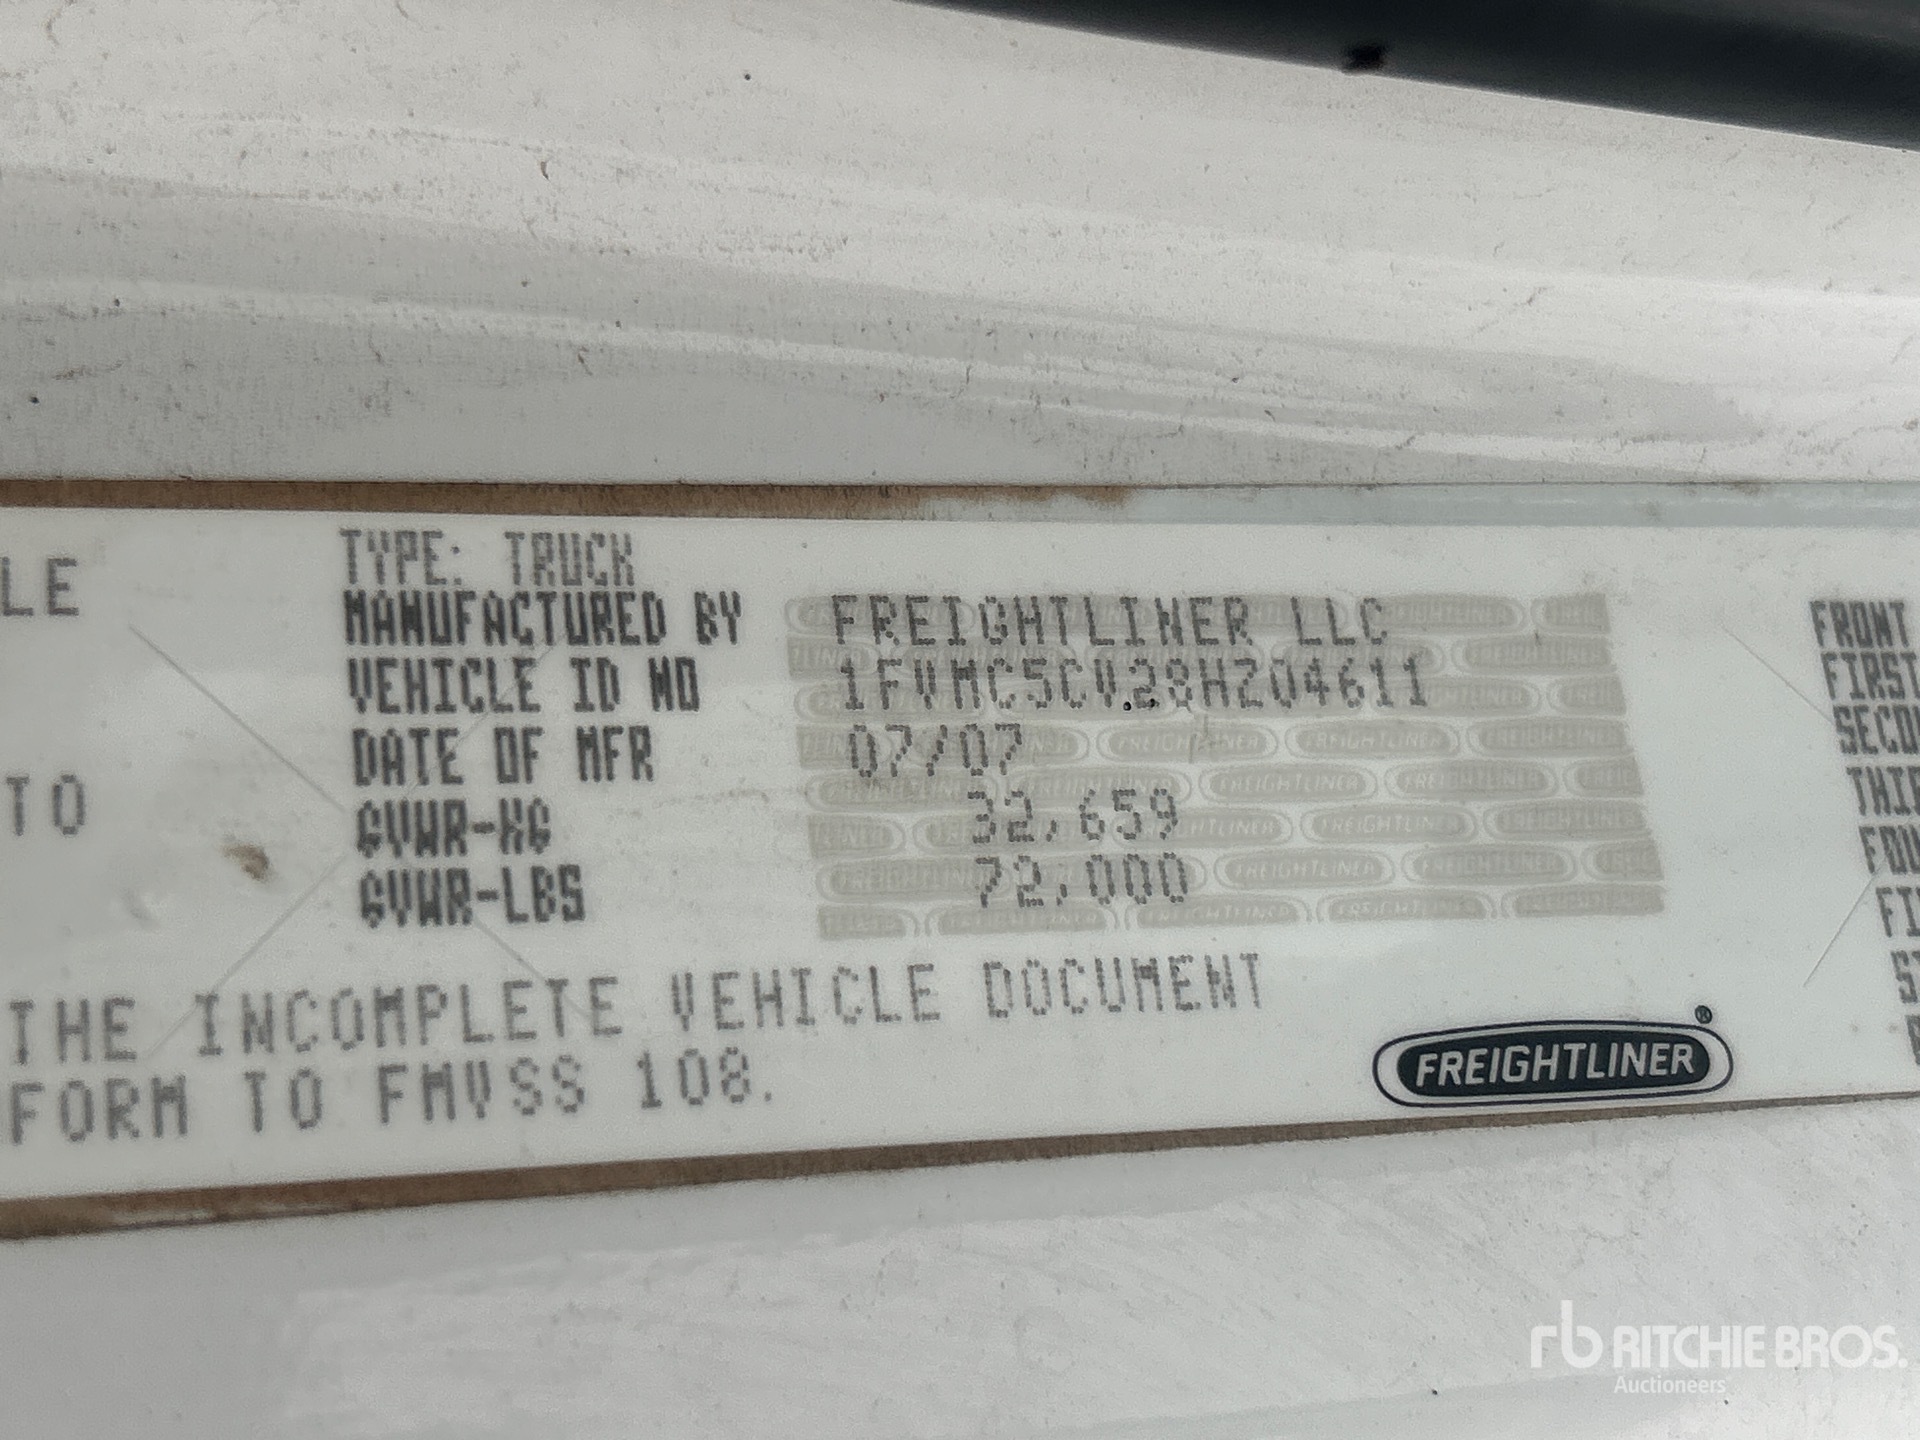 LE
TO
TYPE: TRUCK
MANUFACTURED BY FREIGHTLINER LLC
VEHICLE ID NO 1FVMC5CV28HZ04611
DATE OF MFR 07/07
GVWR-KG 32,659
GVWR-LBS 72,000
THE INCOMPLETE VEHICLE DOCUMENT
FORM TO FMVSS 108.
FREIGHTLINER®
FRONT
FIRST
SECO
THI
FOU
FI
rb RITCHIE BROS.
Auctioneers